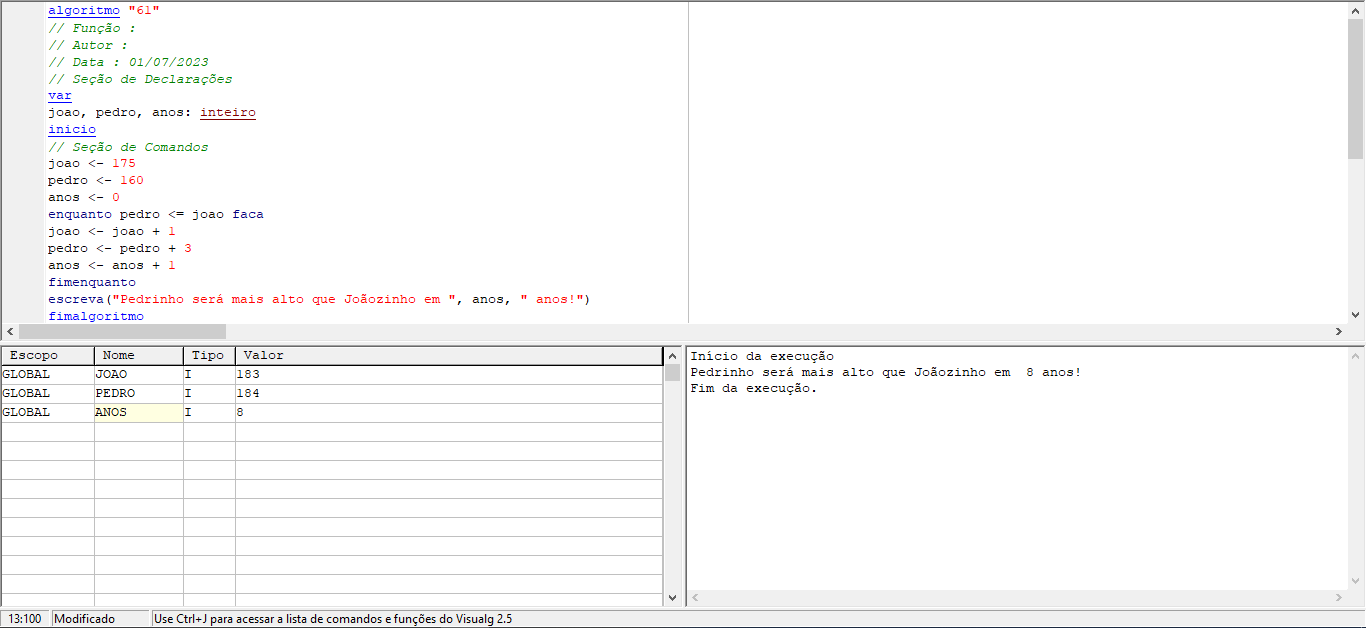 algoritmo "61"
// Função :
// Autor :
// Data : 01/07/2023
// Seção de Declarações
var
joao, pedro, anos: inteiro
inicio
// Seção de Comandos
joao <- 175
pedro <- 160
anos <- 0
enquanto pedro <= joao faca
joao <- joao + 1
pedro <- pedro + 3
anos <- anos + 1
fimenquanto
escreva("Pedrinho será mais alto que Joãozinho em ", anos, " anos!")
fimalgoritmo
Escopo Nome Tipo Valor
GLOBAL JOAO I 183
GLOBAL PEDRO I 184
GLOBAL ANOS I 8
Início da execução
Pedrinho será mais alto que Joãozinho em  8 anos!
Fim da execução.
13:100 Modificado Use Ctrl+J para acessar a lista de comandos e funções do Visualg 2.5